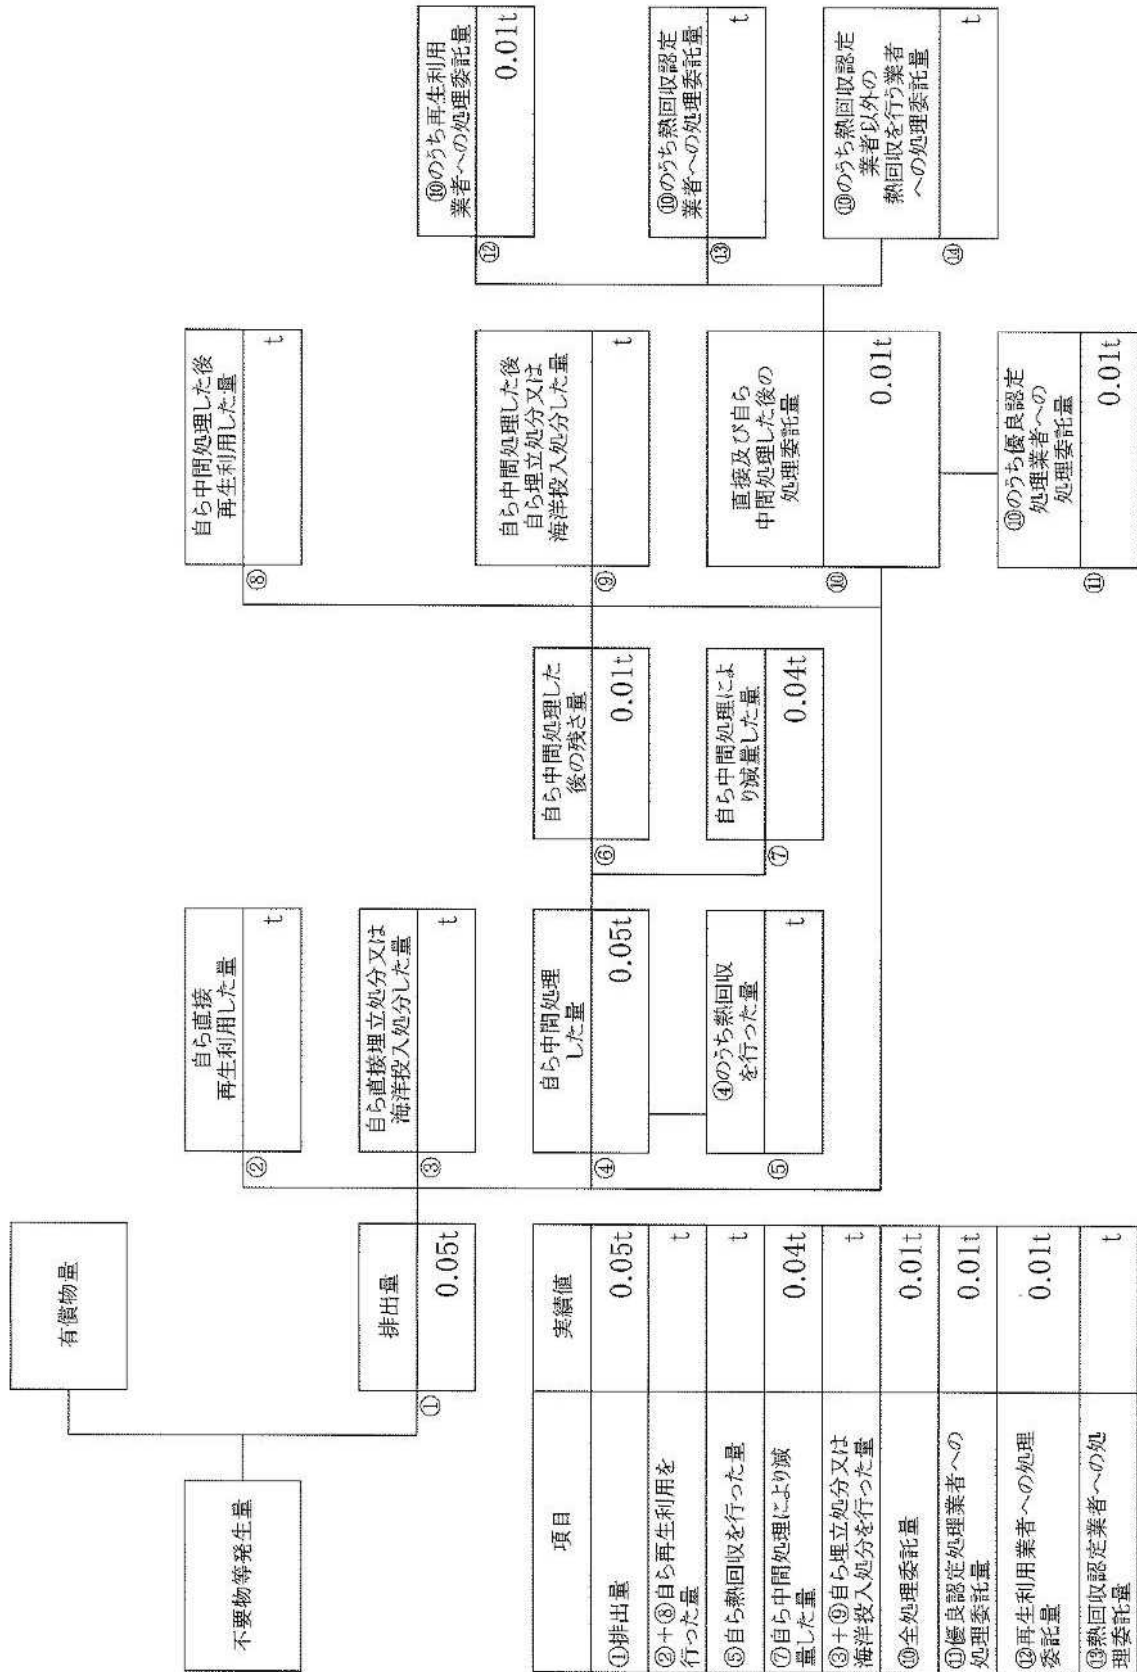 不要物等発生量
有償物量
排出量
①
0.05t
自ら直接
再生利用した量
②
t
自ら直接埋立処分又は
海洋投入処分した量
③
t
自ら中間処理
した量
④
0.05t
④のうち熱回収
を行った量
⑤
t
自ら中間処理した
後の残さ量
⑥
0.01t
自ら中間処理によ
り減量した量
⑦
0.04t
自ら中間処理した後
再生利用した量
⑧
t
自ら中間処理した後
自ら埋立処分又は
海洋投入処分した量
⑨
t
直接及び自ら
中間処理した後の
処理委託量
⑩
0.01t
⑩のうち優良認定
処理業者への
処理委託量
⑪
0.01t
⑩のうち再生利用
業者への処理委託量
⑫
0.01t
⑩のうち熱回収認定
業者への処理委託量
⑬
t
⑩のうち熱回収認定
業者以外の
熱回収を行う業者
への処理委託量
⑭
t
項目 実績値
①排出量 0.05t
②+⑧自ら再生利用を
行った量 t
⑤自ら熱回収を行った量 t
⑦自ら中間処理により減
量した量 0.04t
③+⑨自ら埋立処分又は
海洋投入処分を行った量 t
⑩全処理委託量 0.01t
⑪優良認定処理業者への
処理委託量 0.01t
⑫再生利用業者への処理
委託量 0.01t
⑬熱回収認定業者への処
理委託量 t